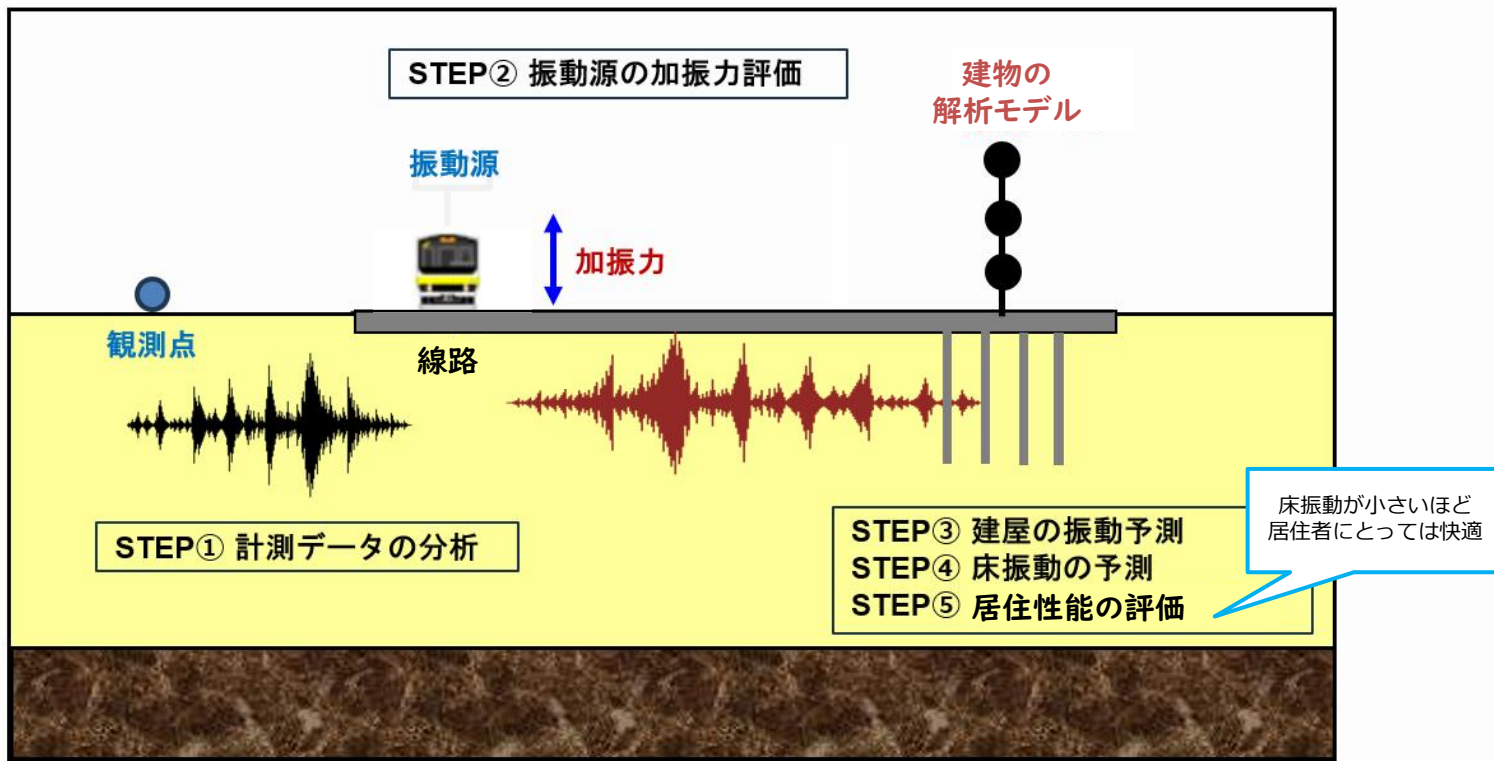 STEP② 振動源の加振力評価
建物の
解析モデル
振動源
加振力
観測点
線路
STEP① 計測データの分析
STEP③ 建屋の振動予測
STEP④ 床振動の予測
STEP⑤ 居住性能の評価
床振動が小さいほど
居住者にとっては快適